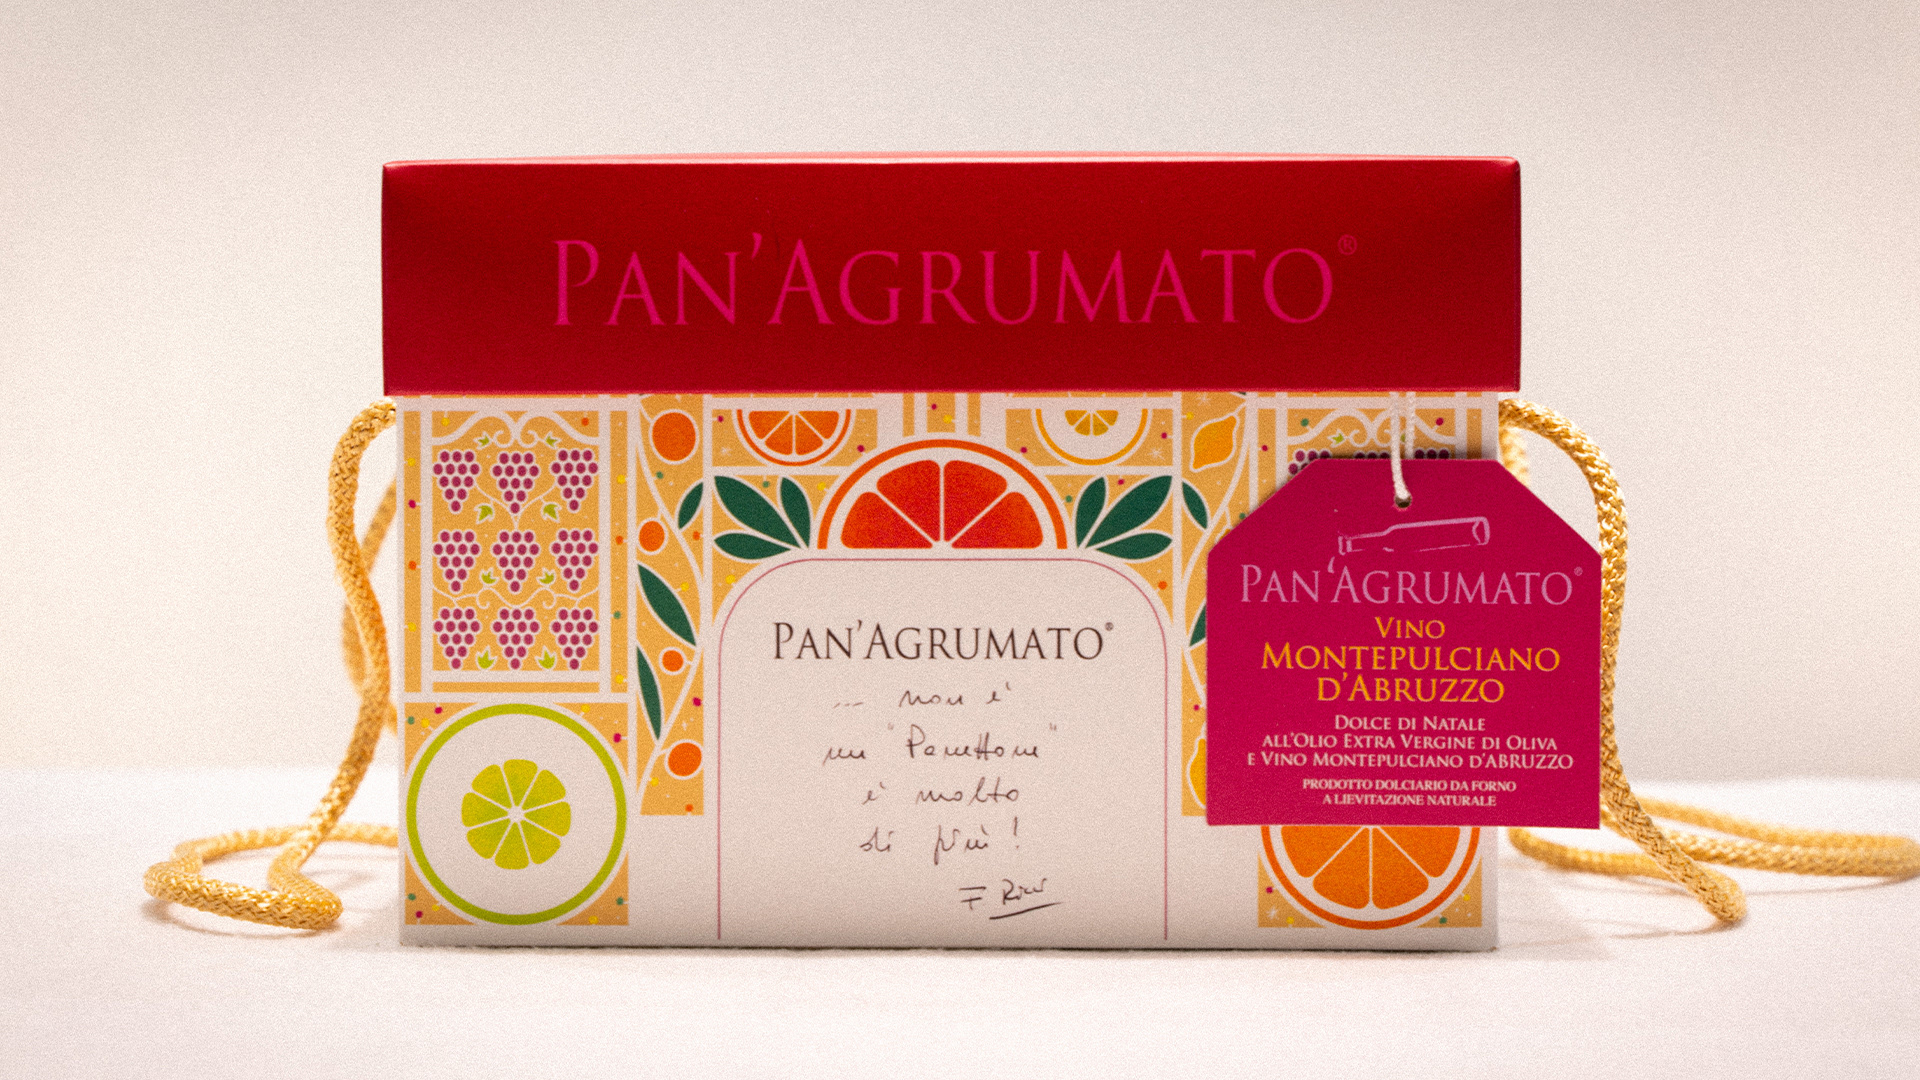 PAN'AGRUMATO®
PAN'AGRUMATO®
... non è
un "Panettone"
è molto
di più!
F Ricci
PAN'AGRUMATO®
VINO
MONTEPULCIANO
D'ABRUZZO
DOLCE DI NATALE
ALL'OLIO EXTRA VERGINE DI OLIVA
E VINO MONTEPULCIANO D'ABRUZZO
PRODOTTO DOLCIARIO DA FORNO
A LIEVITAZIONE NATURALE